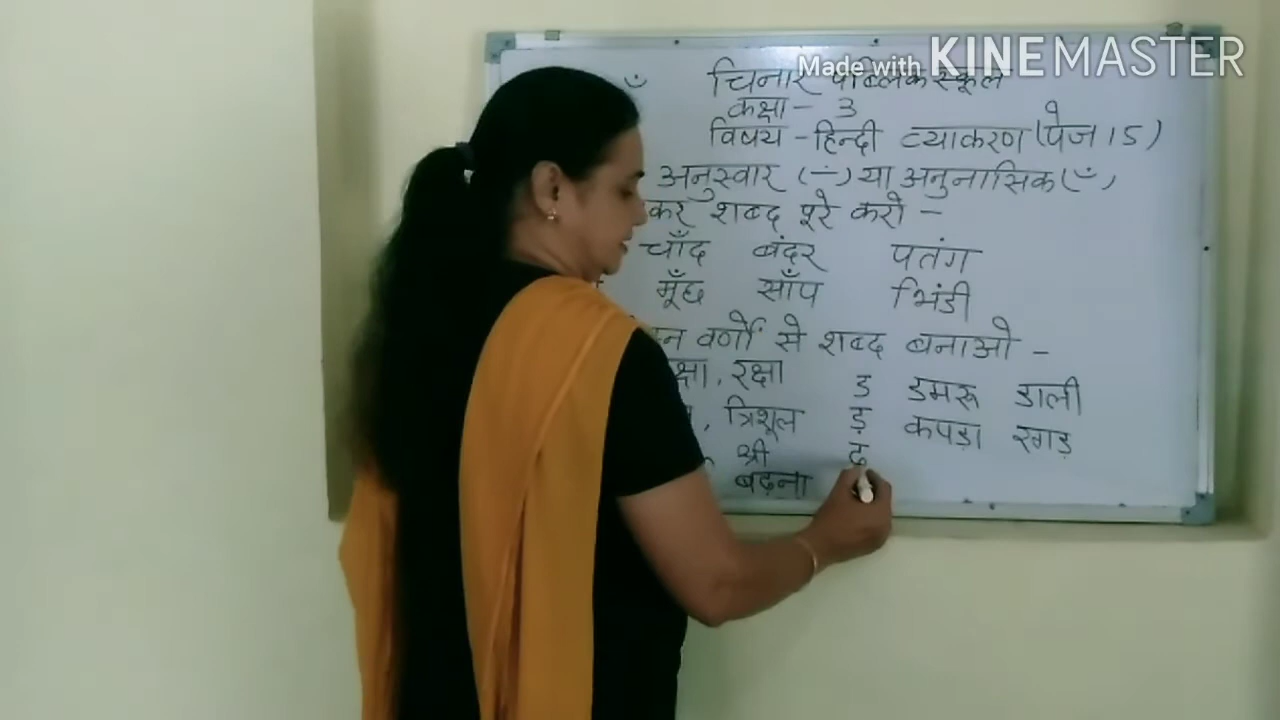 Made with KINEMASTER
चिनार पब्लिक स्कूल
कक्षा - 3
विषय - हिन्दी व्याकरण (पेज 15)
अनुस्वार (ं) या अनुनासिक (ँ)
कर शब्द पूरे करो -
चाँद बंदर पतंग
मूँछ साँप भिंडी
वर्णों से शब्द बनाओ -
क्षा, रक्षा ड डमरू डाली
, त्रिशूल ड़ कपड़ा रगड़
श्री ढ
बढ़ना